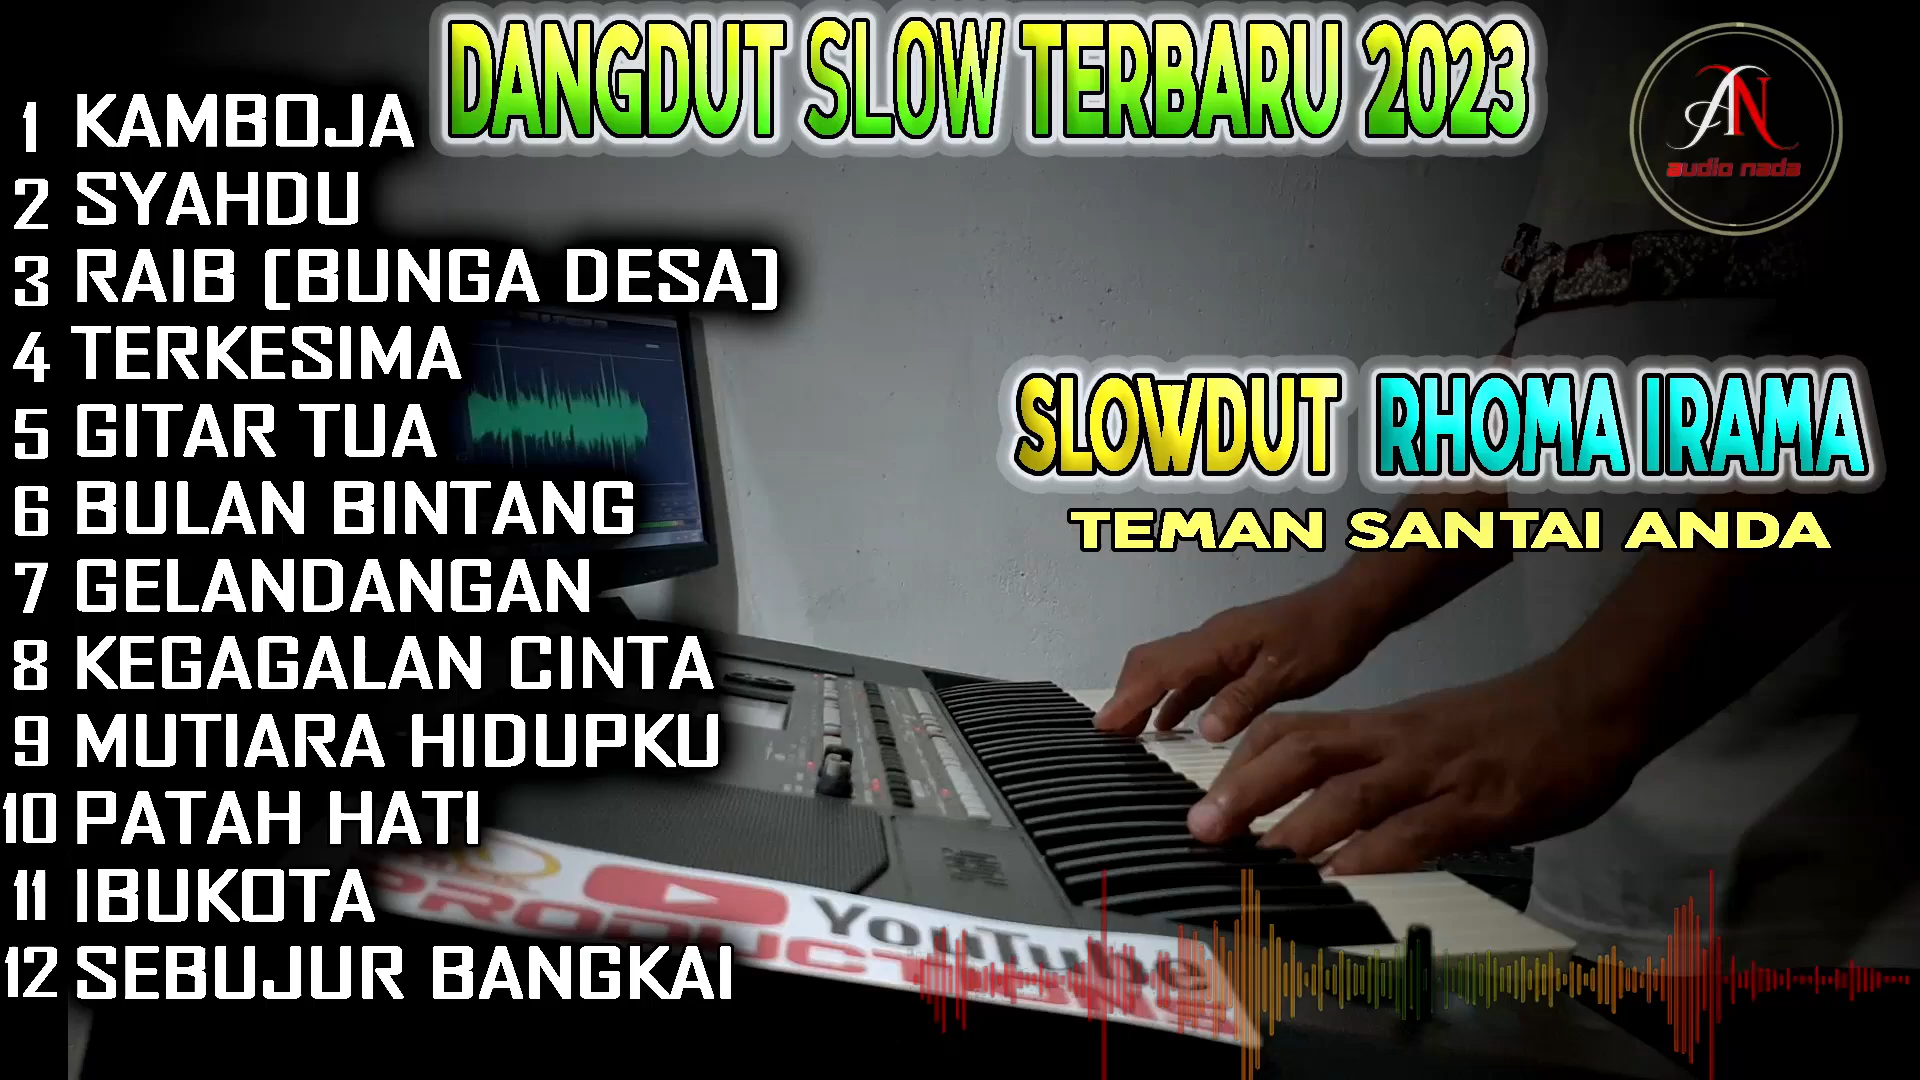 DANGDUT SLOW TERBARU 2023
AN
audio nada
1 KAMBOJA
2 SYAHDU
3 RAIB (BUNGA DESA)
4 TERKESIMA
5 GITAR TUA
6 BULAN BINTANG
7 GELANDANGAN
8 KEGAGALAN CINTA
9 MUTIARA HIDUPKU
10 PATAH HATI
11 IBUKOTA
12 SEBUJUR BANGKAI
SLOWDUT RHOMA IRAMA
TEMAN SANTAI ANDA
YouTube
PRODUCTIONS